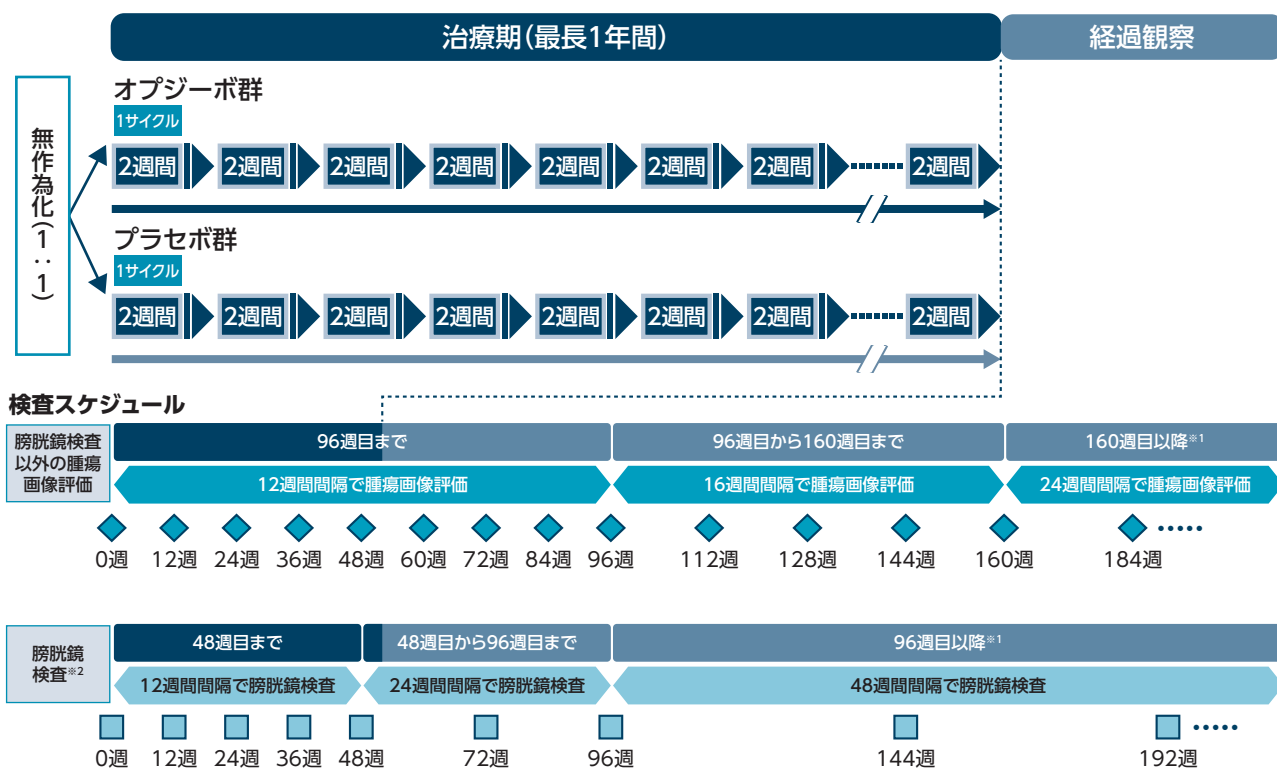 治療期(最長1年間)
経過観察
無作為化(1:1)
オプジーボ群
1サイクル
2週間 2週間 2週間 2週間 2週間 2週間 2週間 2週間
プラセボ群
1サイクル
2週間 2週間 2週間 2週間 2週間 2週間 2週間 2週間
検査スケジュール
膀胱鏡検査
以外の腫瘍
画像評価
96週目まで 96週目から160週目まで 160週目以降※1
12週間間隔で腫瘍画像評価 16週間間隔で腫瘍画像評価 24週間間隔で腫瘍画像評価
0週 12週 24週 36週 48週 60週 72週 84週 96週 112週 128週 144週 160週 184週
膀胱鏡
検査※2
48週目まで 48週目から96週目まで 96週目以降※1
12週間間隔で膀胱鏡検査 24週間間隔で膀胱鏡検査 48週間間隔で膀胱鏡検査
0週 12週 24週 36週 48週 72週 96週 144週 192週